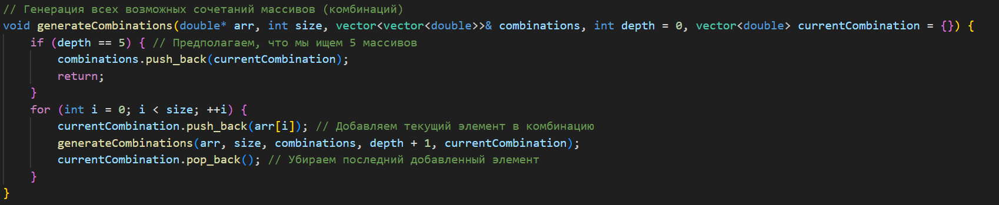 // Генерация всех возможных сочетаний массивов (комбинаций)
void generateCombinations(double* arr, int size, vector<vector<double>>& combinations, int depth = 0, vector<double> currentCombination = {}) {
    if (depth == 5) { // Предполагаем, что мы ищем 5 массивов
        combinations.push_back(currentCombination);
        return;
    }
    for (int i = 0; i < size; ++i) {
        currentCombination.push_back(arr[i]); // Добавляем текущий элемент в комбинацию
        generateCombinations(arr, size, combinations, depth + 1, currentCombination);
        currentCombination.pop_back(); // Убираем последний добавленный элемент
    }
}